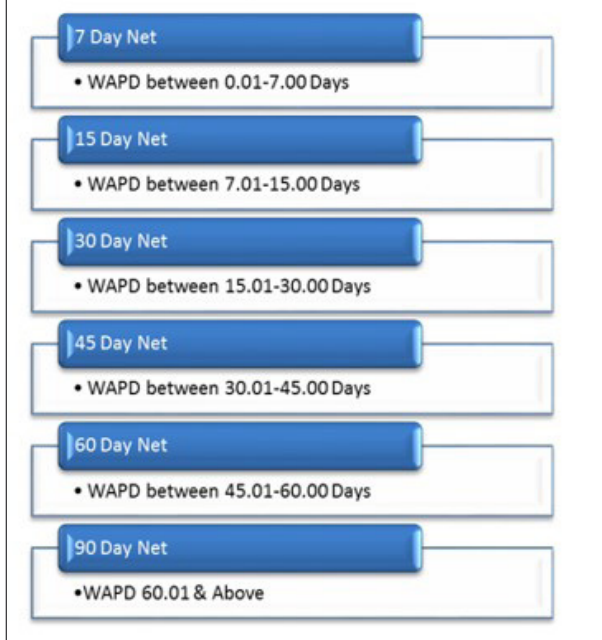 7 Day Net
• WAPD between 0.01-7.00 Days
15 Day Net
• WAPD between 7.01-15.00 Days
30 Day Net
• WAPD between 15.01-30.00 Days
45 Day Net
• WAPD between 30.01-45.00 Days
60 Day Net
• WAPD between 45.01-60.00 Days
90 Day Net
•WAPD 60.01 & Above